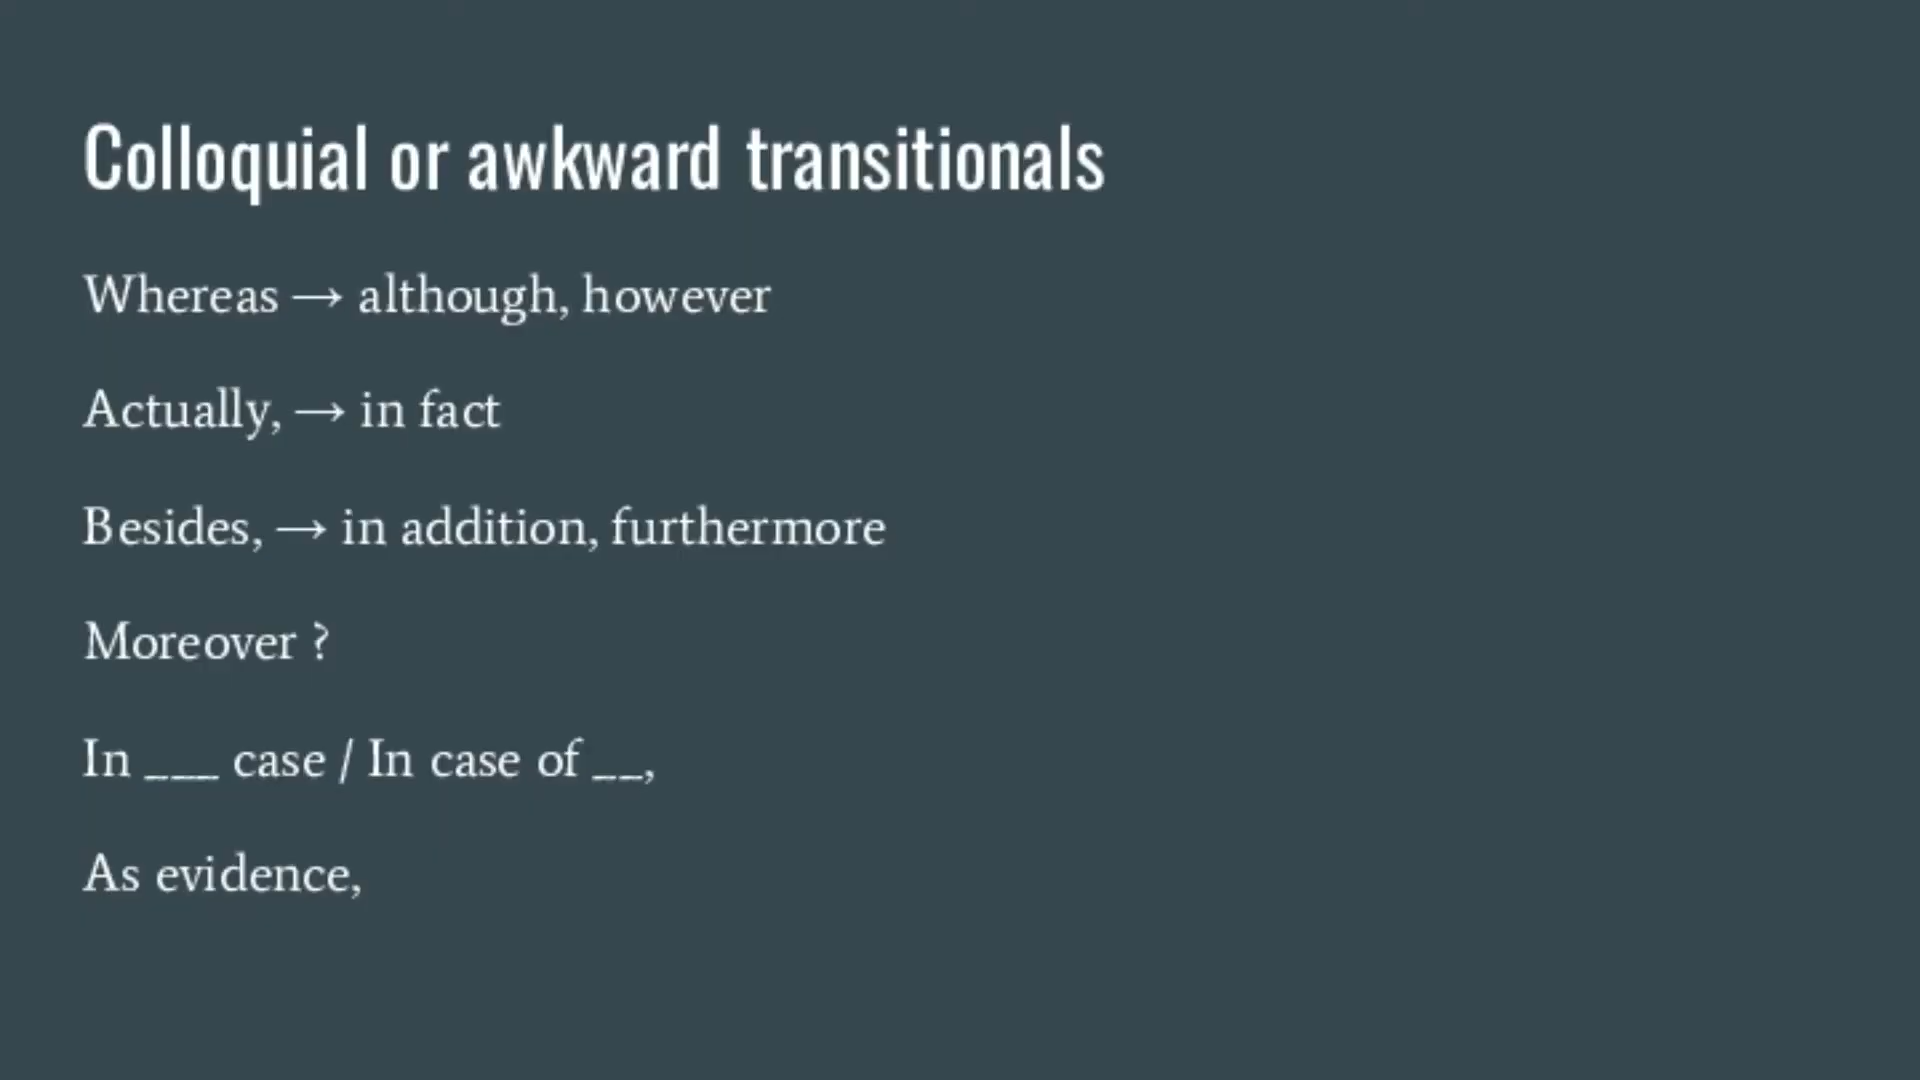 Colloquial or awkward transitionals
Whereas → although, however
Actually, → in fact
Besides, → in addition, furthermore
Moreover ?
In ___ case / In case of __,
As evidence,